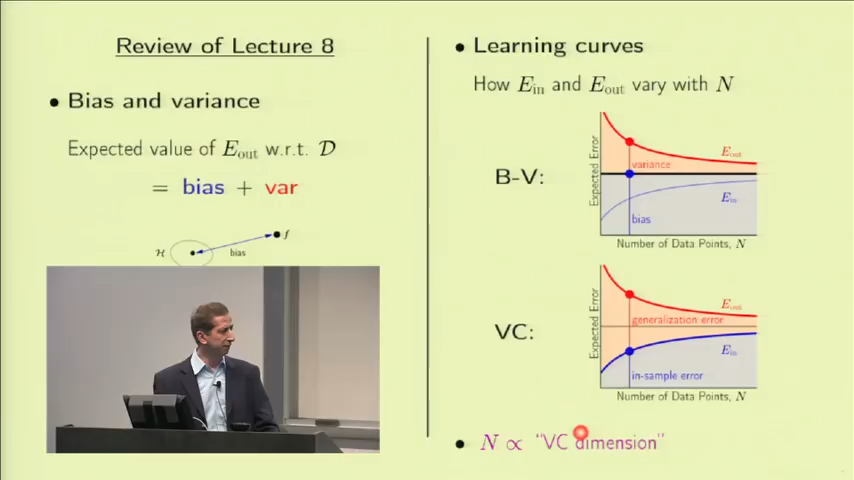 Review of Lecture 8
• Bias and variance
Expected value of E_out w.r.t. D
= bias + var
H
bias
f
• Learning curves
How E_in and E_out vary with N
B-V:
Expected Error
E_out
variance
E_in
bias
Number of Data Points, N
VC:
Expected Error
E_out
generalization error
E_in
in-sample error
Number of Data Points, N
• N ∝ “VC dimension”